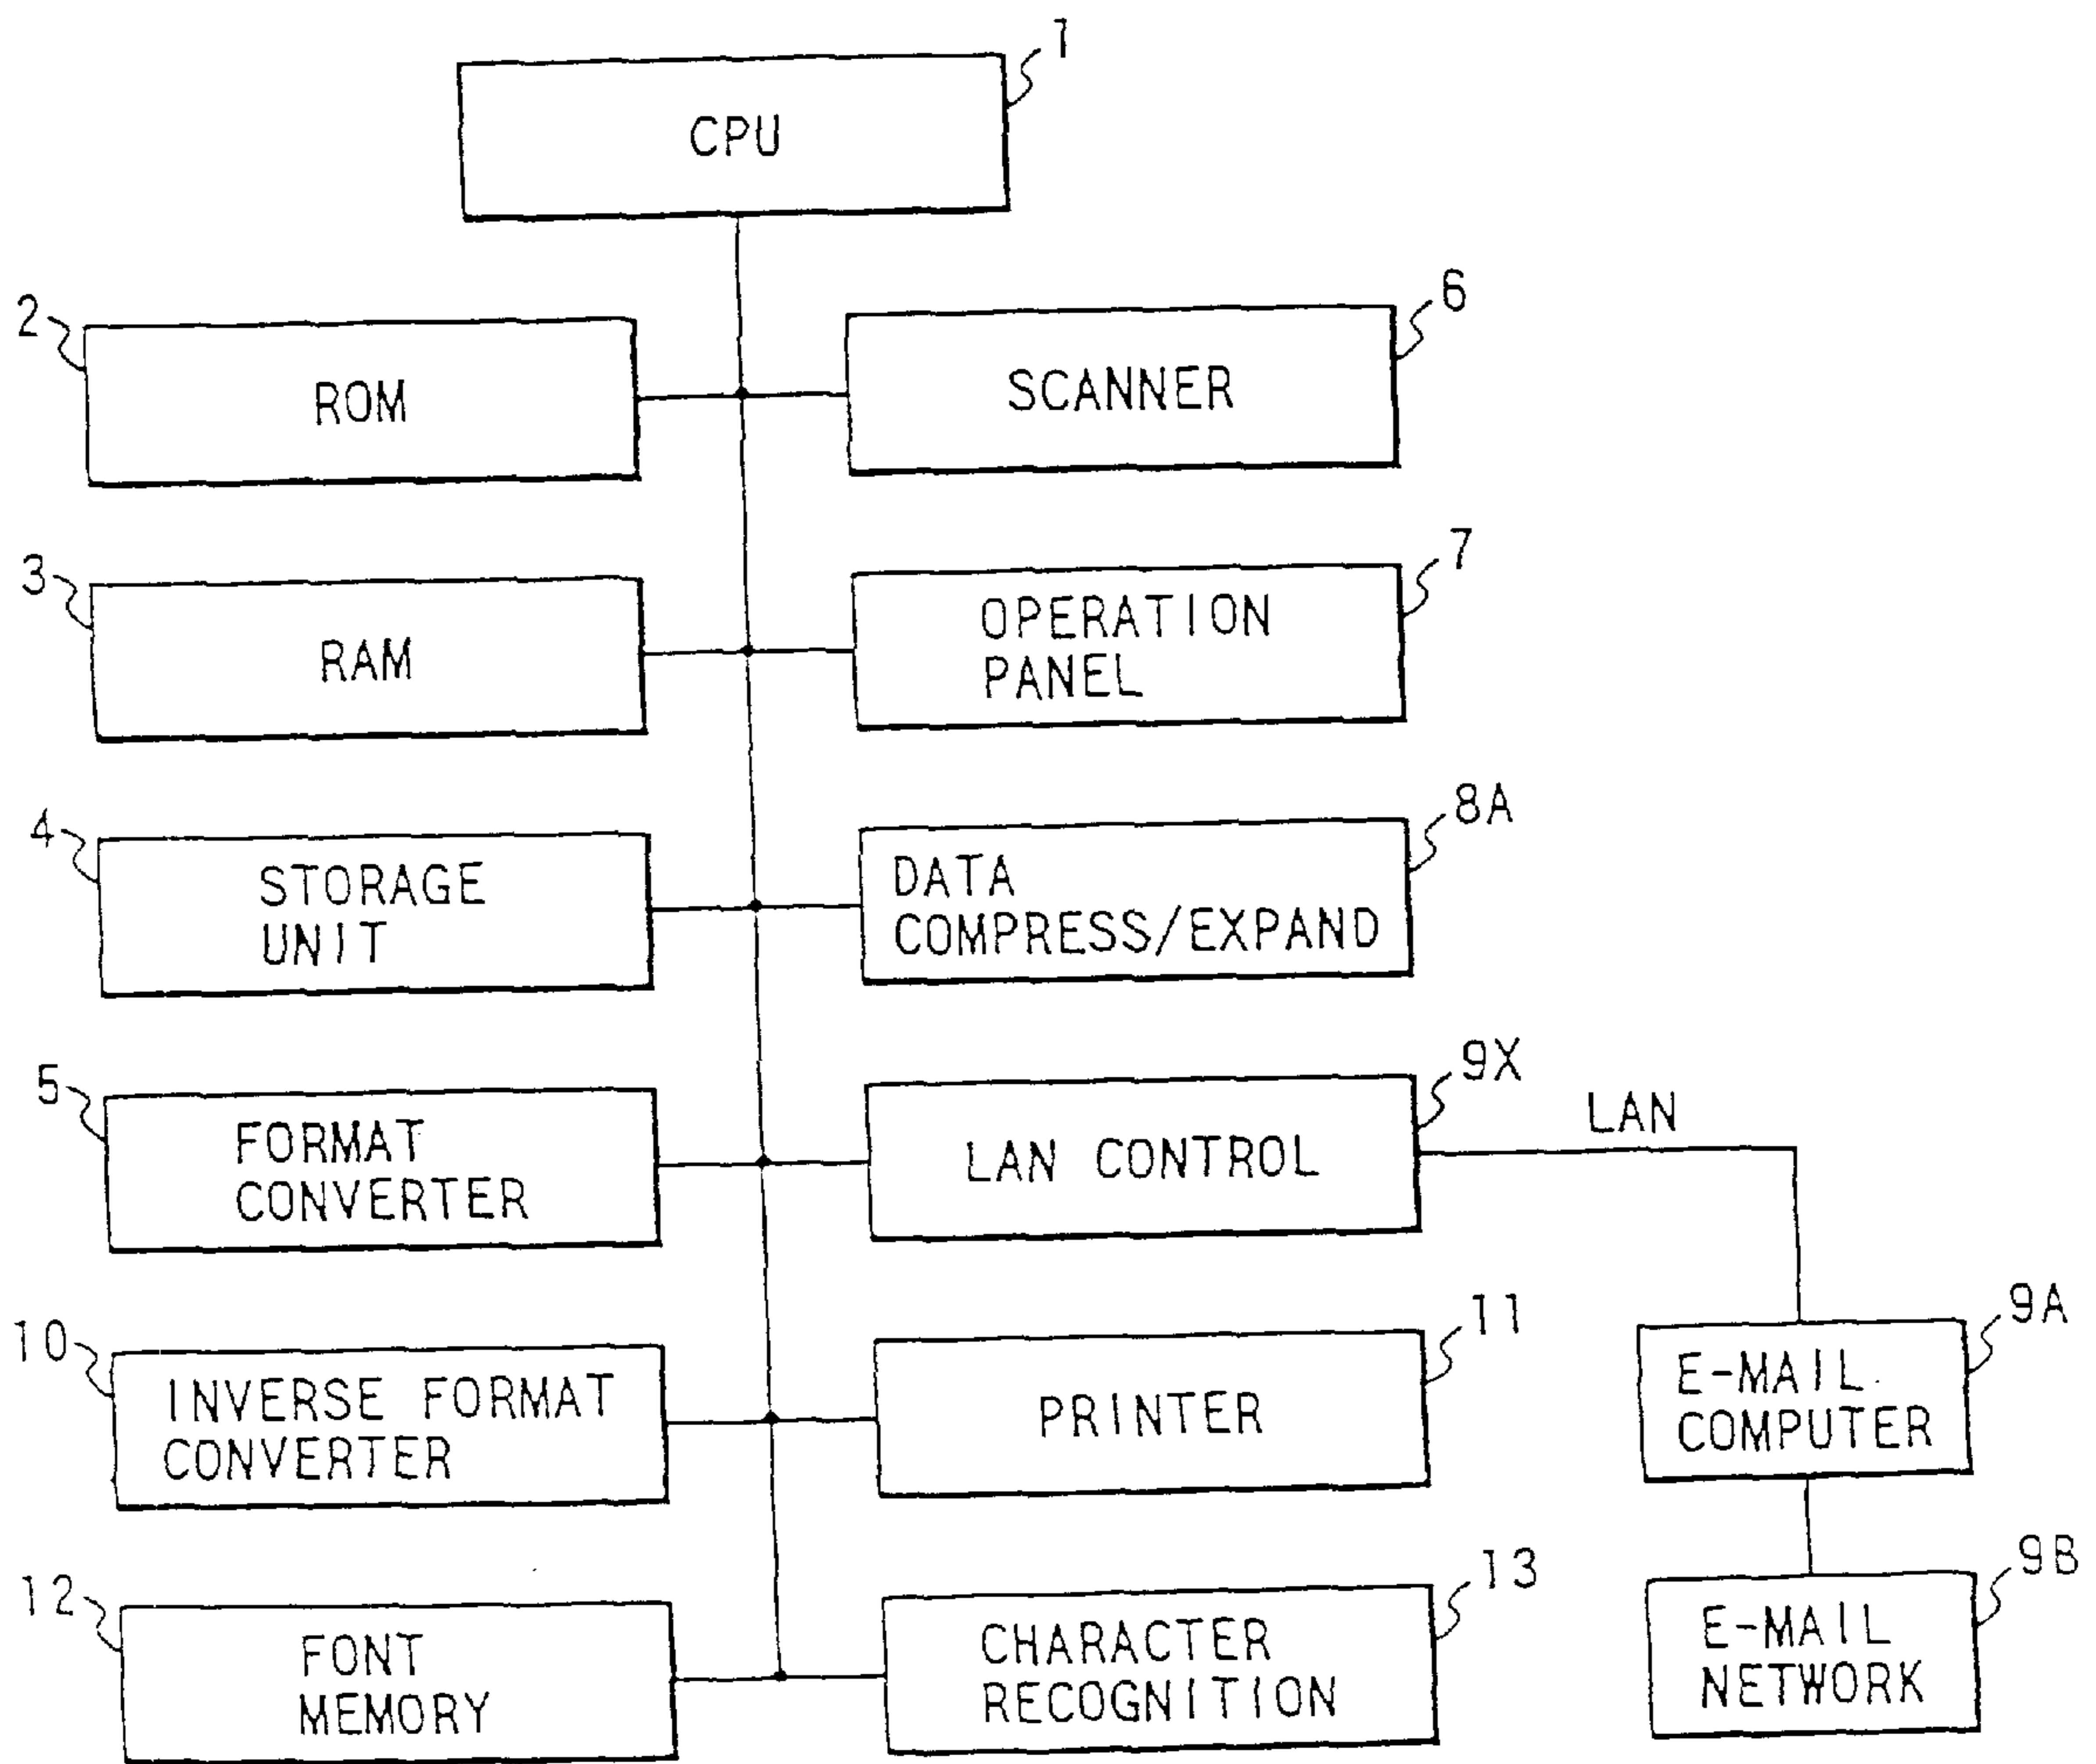 1
CPU
2
ROM
6
SCANNER
3
RAM
7
OPERATION
PANEL
4
STORAGE
UNIT
8A
DATA
COMPRESS/EXPAND
5
FORMAT
CONVERTER
9X
LAN CONTROL
LAN
10
INVERSE FORMAT
CONVERTER
11
PRINTER
9A
E-MAIL
COMPUTER
12
FONT
MEMORY
13
CHARACTER
RECOGNITION
9B
E-MAIL
NETWORK